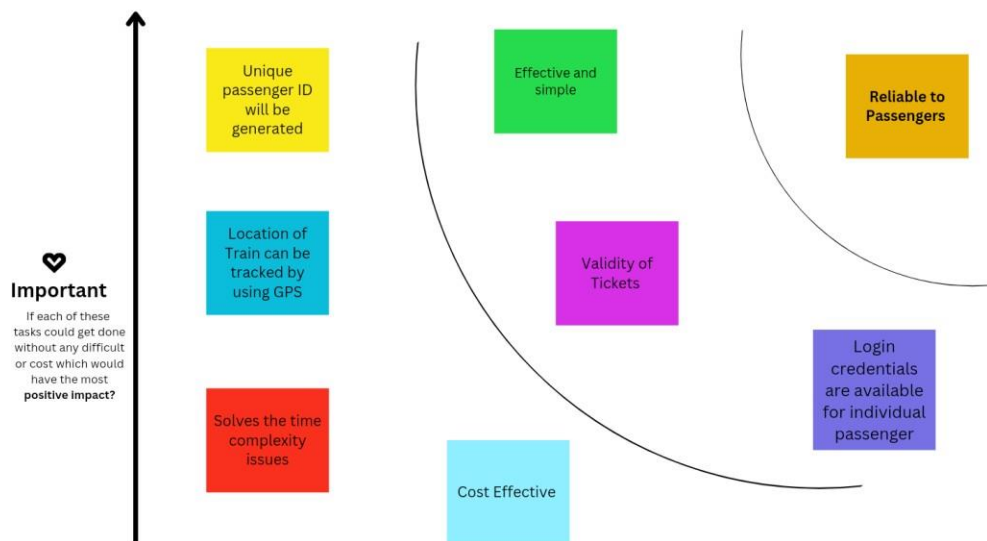 Unique
passenger ID
will be
generated
Effective and
simple
Reliable to
Passengers
Location of
Train can be
tracked by
using GPS
Validity of
Tickets
Important
If each of these
tasks could get done
without any difficult
or cost which would
have the most
positive impact?
Login
credentials
are available
for individual
passenger
Solves the time
complexity
issues
Cost Effective